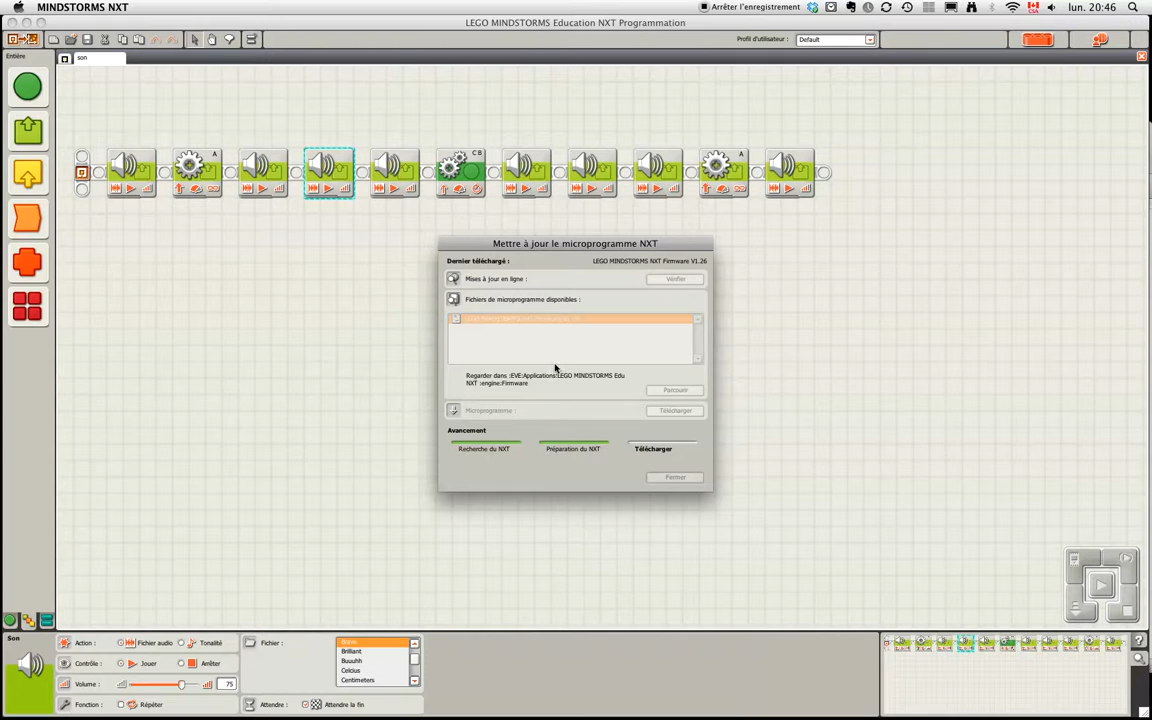 MINDSTORMS NXT
Arrêter l'enregistrement
lun. 20:46
LEGO MINDSTORMS Education NXT Programmation
Profil d'utilisateur :
Default
Entière
son
A
C B
A
Mettre à jour le microprogramme NXT
Dernier téléchargé :
LEGO MINDSTORMS NXT Firmware V1.26
Mises à jour en ligne :
Vérifier
Fichiers de microprogramme disponibles :
Regarder dans :EVE:Applications:LEGO MINDSTORMS Edu
NXT :engine:Firmware
Parcourir
Microprogramme :
Télécharger
Avancement
Recherche du NXT
Préparation du NXT
Télécharger
Fermer
Son
Action :
Fichier audio
Tonalité
Contrôle :
Jouer
Arrêter
Volume :
75
Fonction :
Répéter
Fichier :
Brilliant
Buuuhh
Celcius
Centimeters
Attendre :
Attendre la fin
?